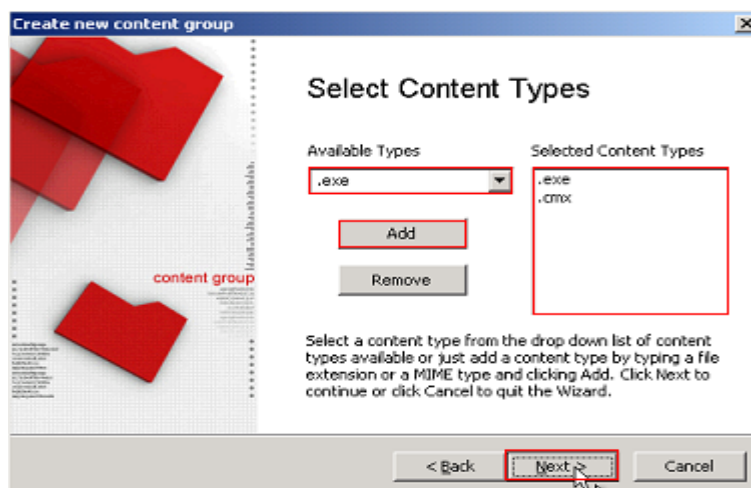 Create new content group
Select Content Types
Available Types
Selected Content Types
.exe
.exe
.cmx
Add
Remove
content group
Select a content type from the drop down list of content
types available or just add a content type by typing a file
extension or a MIME type and clicking Add. Click Next to
continue or click Cancel to quit the Wizard.
< Back
Next >
Cancel